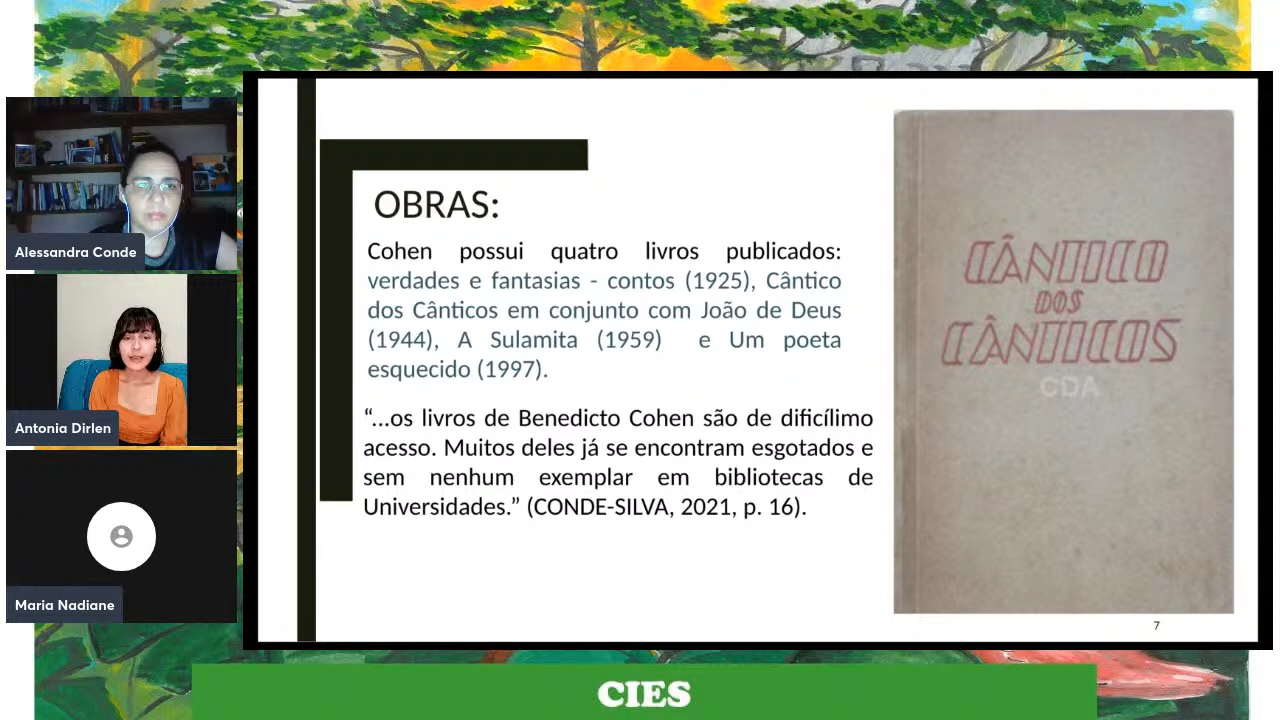 Alessandra Conde
Antonia Dirlen
Maria Nadiane
OBRAS:
Cohen possui quatro livros publicados:
verdades e fantasias - contos (1925), Cântico
dos Cânticos em conjunto com João de Deus
(1944), A Sulamita (1959) e Um poeta
esquecido (1997).
“...os livros de Benedicto Cohen são de dificílimo
acesso. Muitos deles já se encontram esgotados e
sem nenhum exemplar em bibliotecas de
Universidades.” (CONDE-SILVA, 2021, p. 16).
CÂNTICO
DOS
CÂNTICOS
CDA
7
CIES